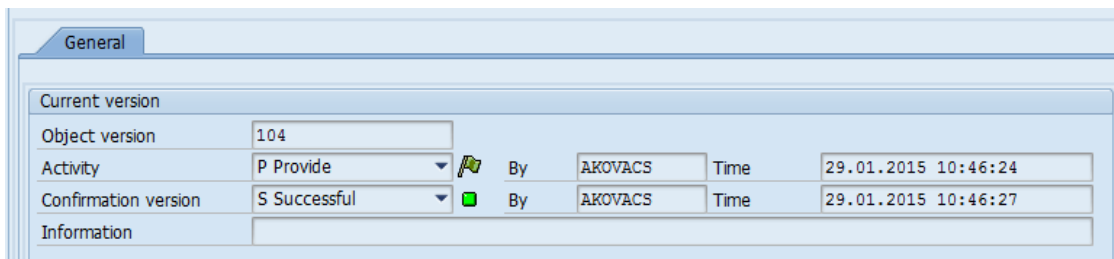 General
Current version
Object version 104
Activity P Provide By AKOVACS Time 29.01.2015 10:46:24
Confirmation version S Successful By AKOVACS Time 29.01.2015 10:46:27
Information